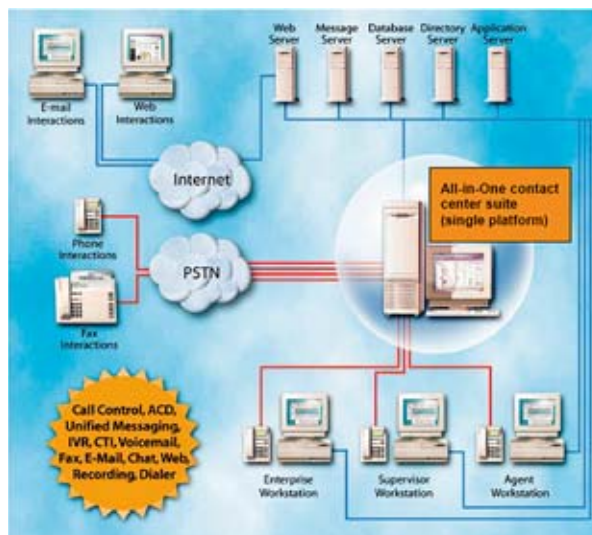 Web
Server
Message
Server
Database
Server
Directory
Server
Application
Server
E-mail
Interactions
Web
Interactions
Internet
All-in-One contact
center suite
(single platform)
Phone
Interactions
PSTN
Fax
Interactions
Call Control, ACD,
Unified Messaging,
IVR, CTI, Voicemail,
Fax, E-Mail, Chat, Web,
Recording, Dialer
Enterprise
Workstation
Supervisor
Workstation
Agent
Workstation